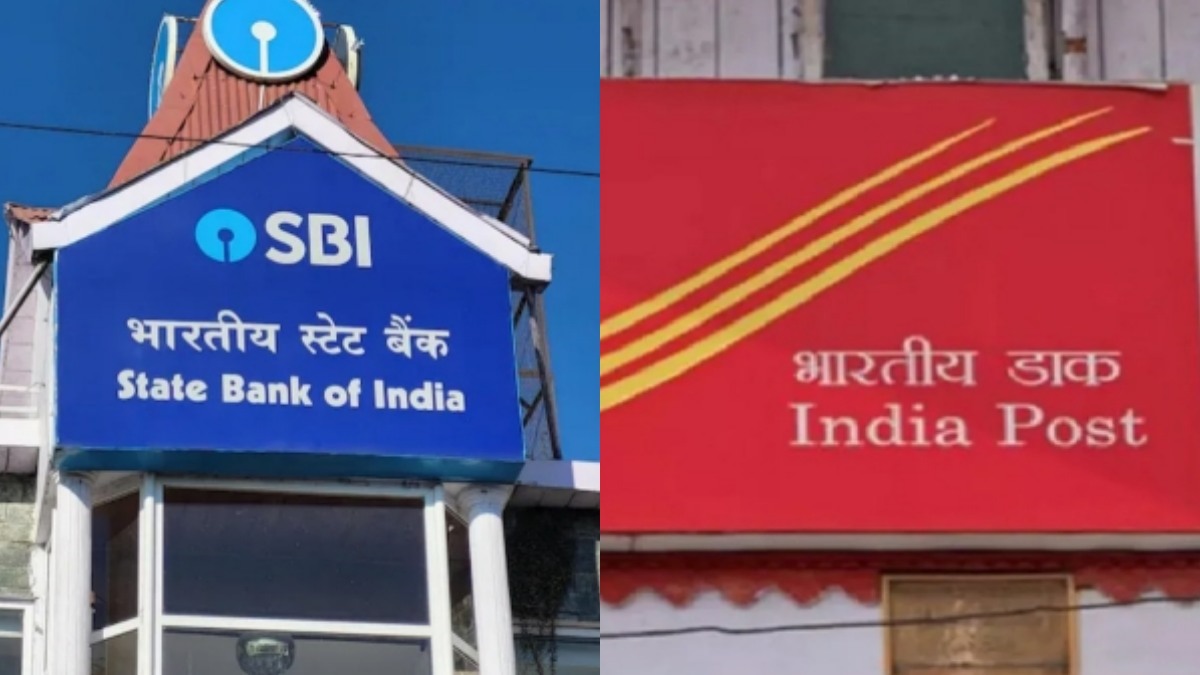 SBI
भारतीय स्टेट बैंक
State Bank of India
भारतीय डाक
India Post